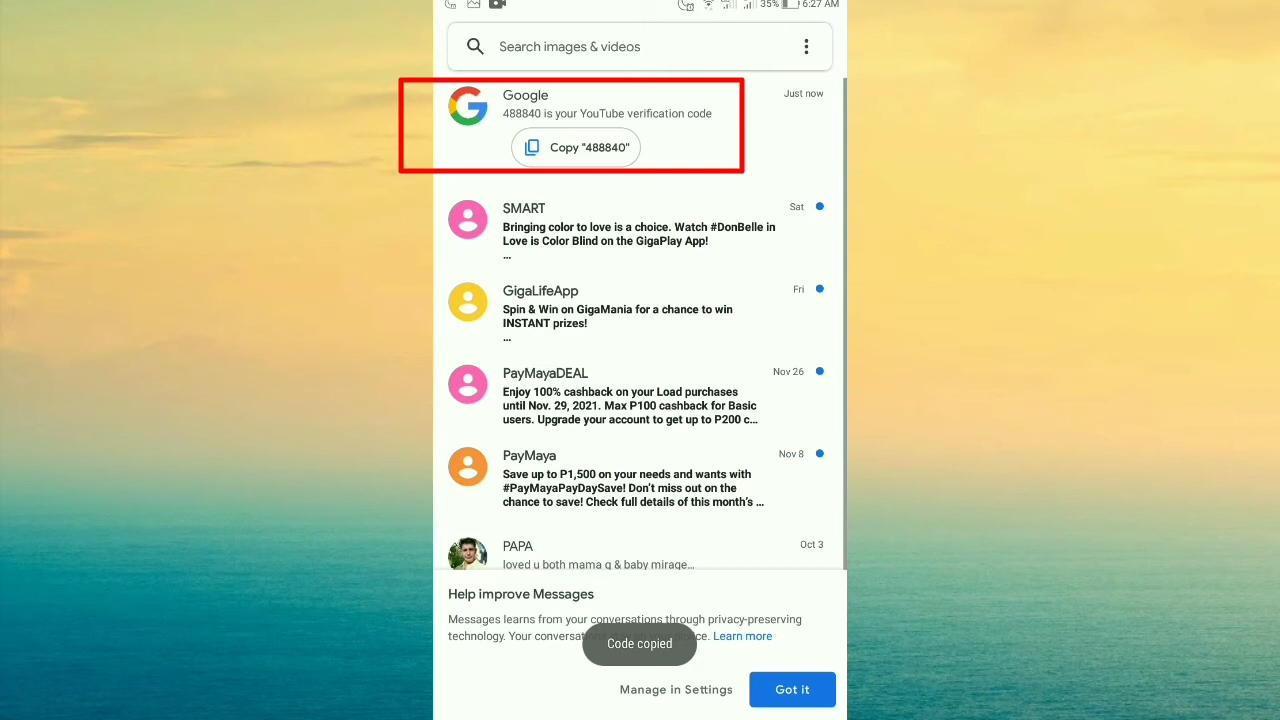 35% 6:27 AM
Search images & videos
Google
Just now
488840 is your YouTube verification code
Copy "488840"
SMART
Sat
Bringing color to love is a choice. Watch #DonBelle in
Love is Color Blind on the GigaPlay App!
...
GigaLifeApp
Fri
Spin & Win on GigaMania for a chance to win
INSTANT prizes!
...
PayMayaDEAL
Nov 26
Enjoy 100% cashback on your Load purchases
until Nov. 29, 2021. Max P100 cashback for Basic
users. Upgrade your account to get up to P200 c...
PayMaya
Nov 8
Save up to P1,500 on your needs and wants with
#PayMayaPayDaySave! Don't miss out on the
chance to save! Check full details of this month's ...
PAPA
Oct 3
loved u both mama g & baby mirage...
Help improve Messages
Messages learns from your conversations through privacy-preserving
technology. Your Learn more
Code copied
Manage in Settings
Got it